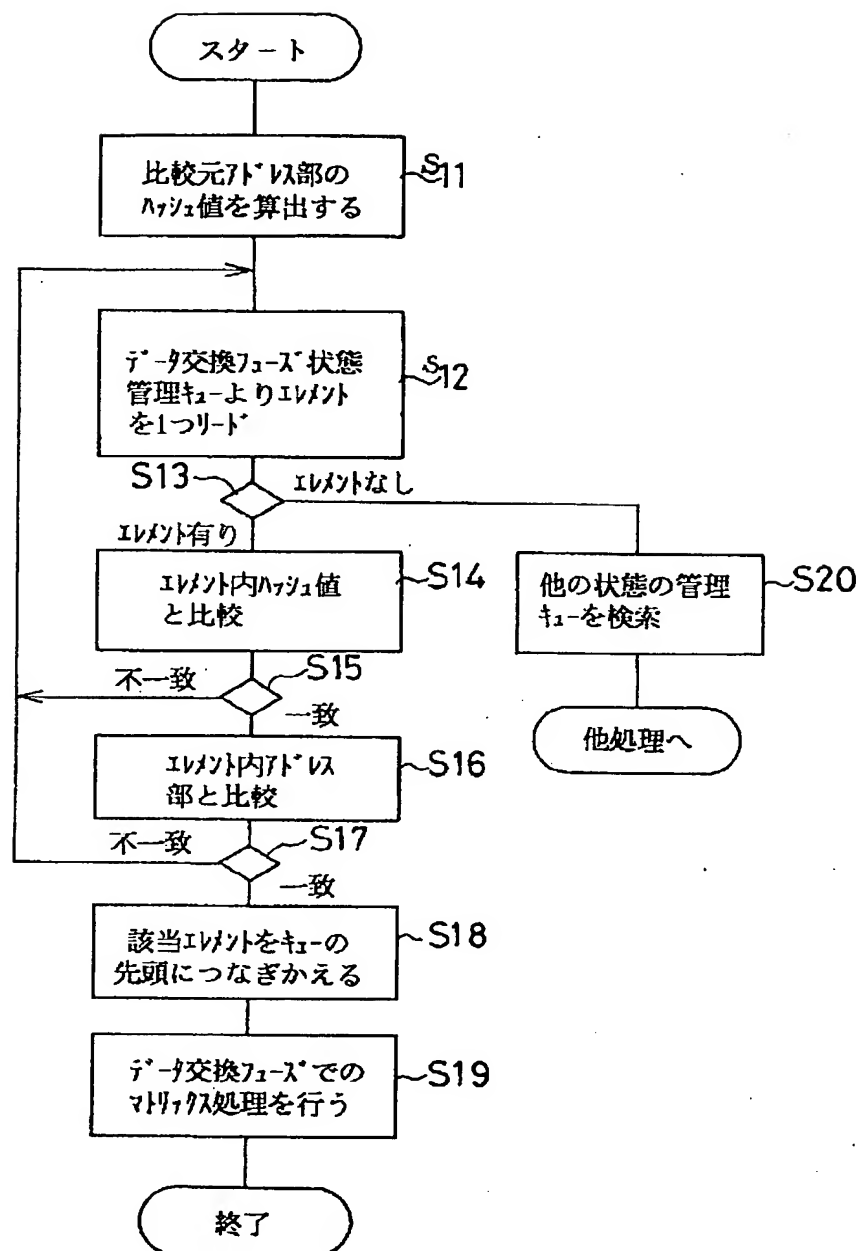 スタート
比較元アドレス部の
ハッシュ値を算出する
S11
データ交換フューズ状態
管理キューよりエレメント
を1つリード
S12
S13
エレメントなし
エレメント有り
エレメント内ハッシュ値
と比較
S14
他の状態の管理
キューを検索
S20
不一致
S15
一致
他処理へ
エレメント内アドレス
部と比較
S16
不一致
S17
一致
該当エレメントをキューの
先頭につなぎかえる
S18
データ交換フューズでの
マトリックス処理を行う
S19
終了